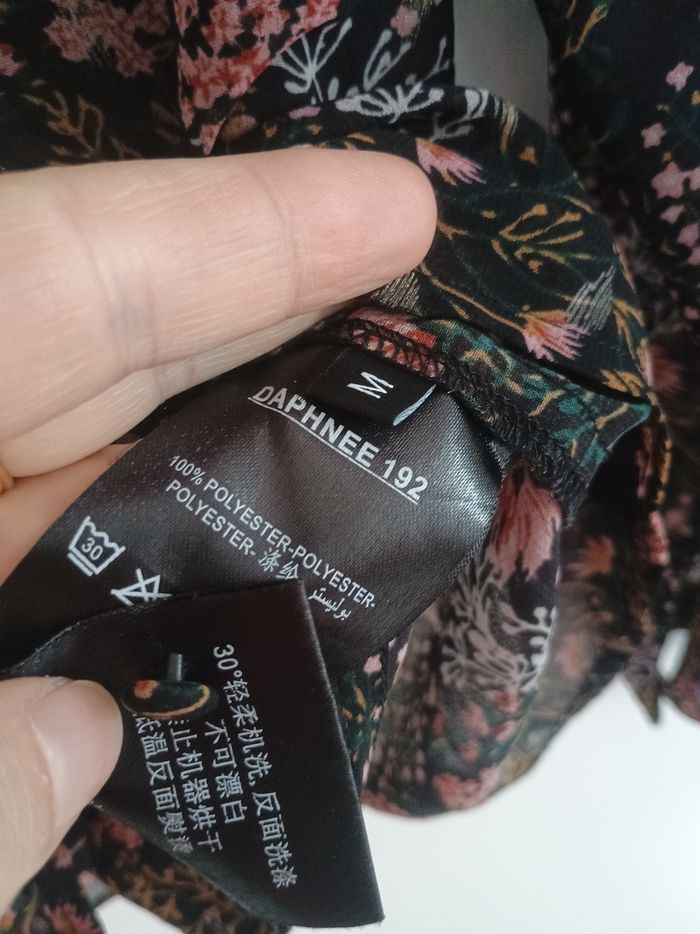 M
DAPHNEE 192
100% POLYESTER-POLYESTER-
POLYESTER- 涤纶
بوليستر
30
30°轻柔机洗,反面洗涤
不可漂白
止机器烘干
低温反面熨烫